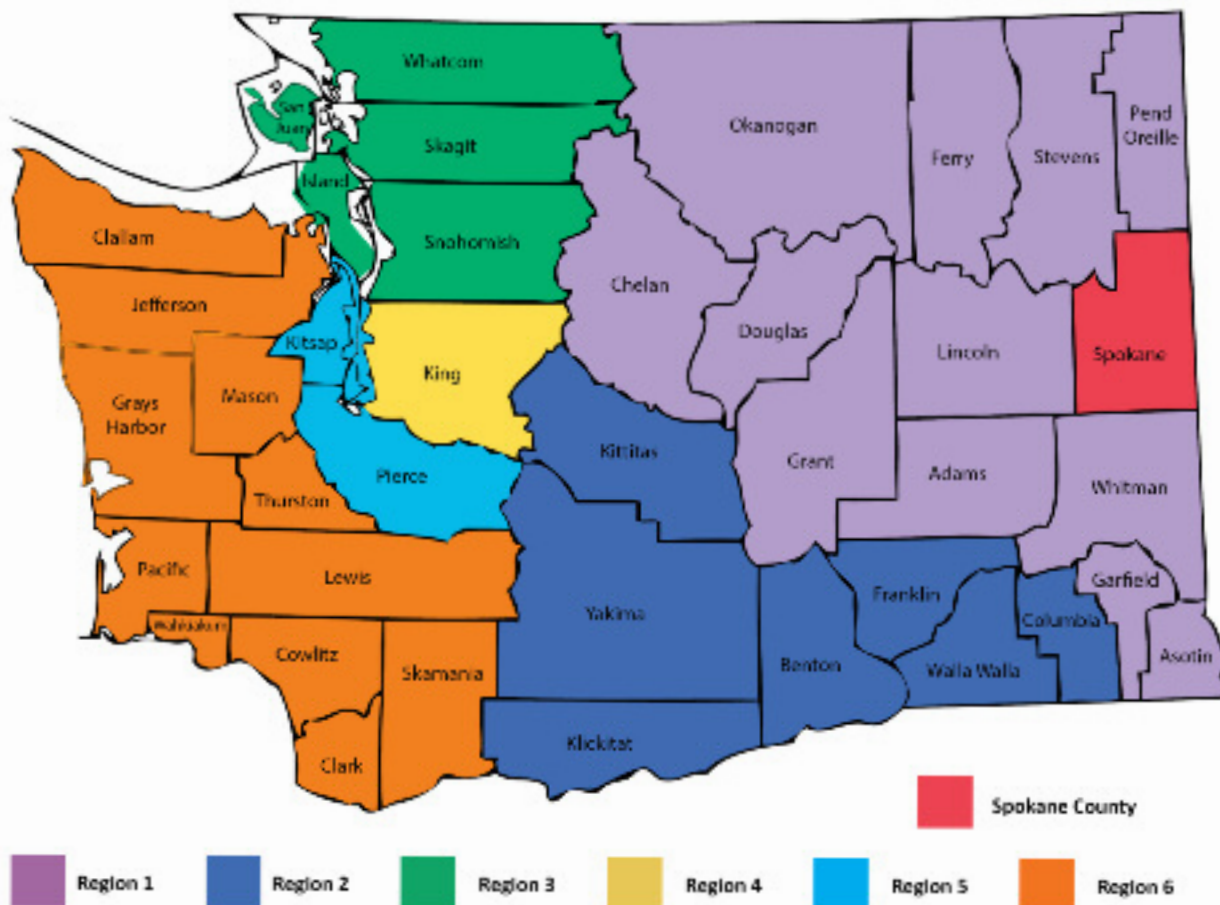 Whatcom
San
Juan
Skagit
Island
Snohomish
Okanogan
Ferry
Stevens
Pend
Oreille
Clallam
Jefferson
Kitsap
King
Chelan
Douglas
Lincoln
Spokane
Grays
Harbor
Mason
Thurston
Pierce
Kittitas
Grant
Adams
Whitman
Pacific
Lewis
Yakima
Franklin
Garfield
Columbia
Wahkiakum
Cowlitz
Skamania
Benton
Walla Walla
Asotin
Clark
Klickitat
Spokane County
Region 1
Region 2
Region 3
Region 4
Region 5
Region 6